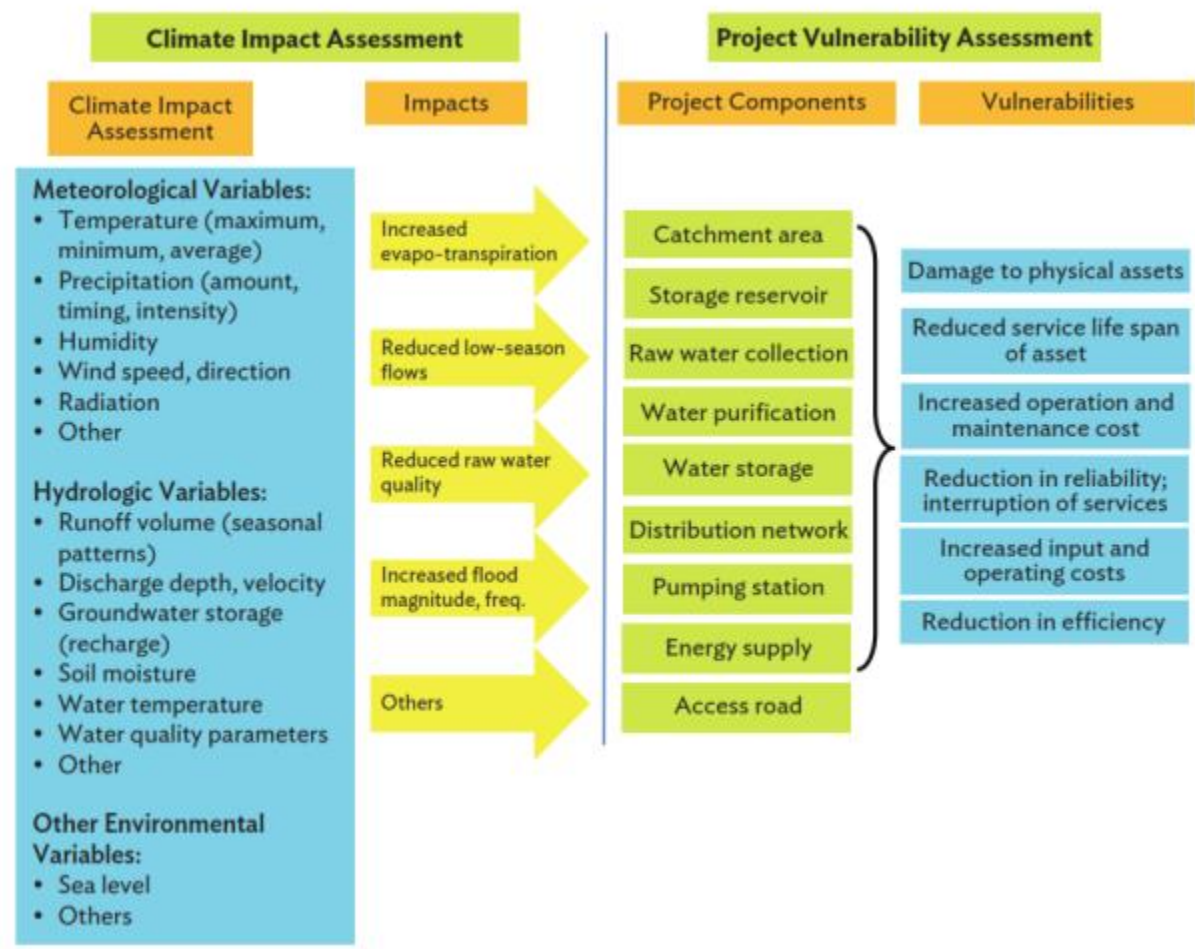 Climate Impact Assessment
Project Vulnerability Assessment
Climate Impact
Assessment
Impacts
Project Components
Vulnerabilities
Meteorological Variables:
• Temperature (maximum,
minimum, average)
• Precipitation (amount,
timing, intensity)
• Humidity
• Wind speed, direction
• Radiation
• Other
Hydrologic Variables:
• Runoff volume (seasonal
patterns)
• Discharge depth, velocity
• Groundwater storage
(recharge)
• Soil moisture
• Water temperature
• Water quality parameters
• Other
Other Environmental
Variables:
• Sea level
• Others
Increased
evapo-transpiration
Reduced low-season
flows
Reduced raw water
quality
Increased flood
magnitude, freq.
Others
Catchment area
Storage reservoir
Raw water collection
Water purification
Water storage
Distribution network
Pumping station
Energy supply
Access road
Damage to physical assets
Reduced service life span
of asset
Increased operation and
maintenance cost
Reduction in reliability;
interruption of services
Increased input and
operating costs
Reduction in efficiency